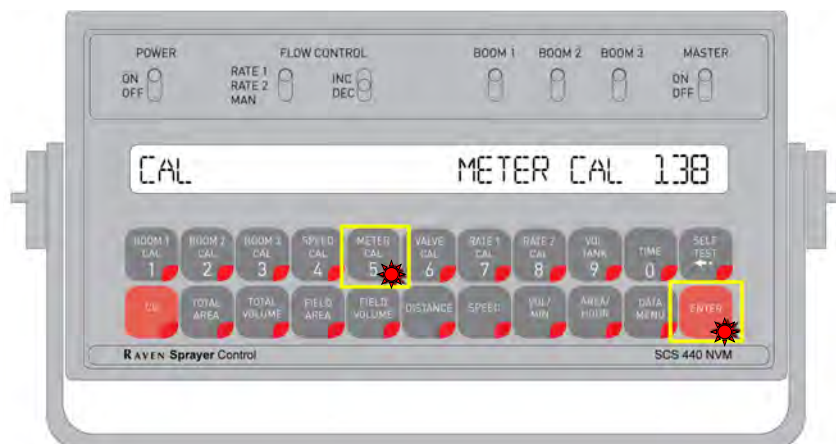 POWER FLOW CONTROL BOOM 1 BOOM 2 BOOM 3 MASTER
ON
OFF
RATE 1
RATE 2
MAN
INC
DEC
ON
OFF
CAL METER CAL 138
BOOM 1 CAL 1
BOOM 2 CAL 2
BOOM 3 CAL 3
SPEED CAL 4
METER CAL 5
VALVE CAL 6
RATE 1 CAL 7
RATE 2 CAL 8
VOL TANK 9
TIME 0
SELF TEST
CE
TOTAL AREA
TOTAL VOLUME
FIELD AREA
FIELD VOLUME
DISTANCE
SPEED
VOL/ MIN
AREA/ HOUR
DATA MENU
ENTER
RAVEN Sprayer Control SCS 440 NVM